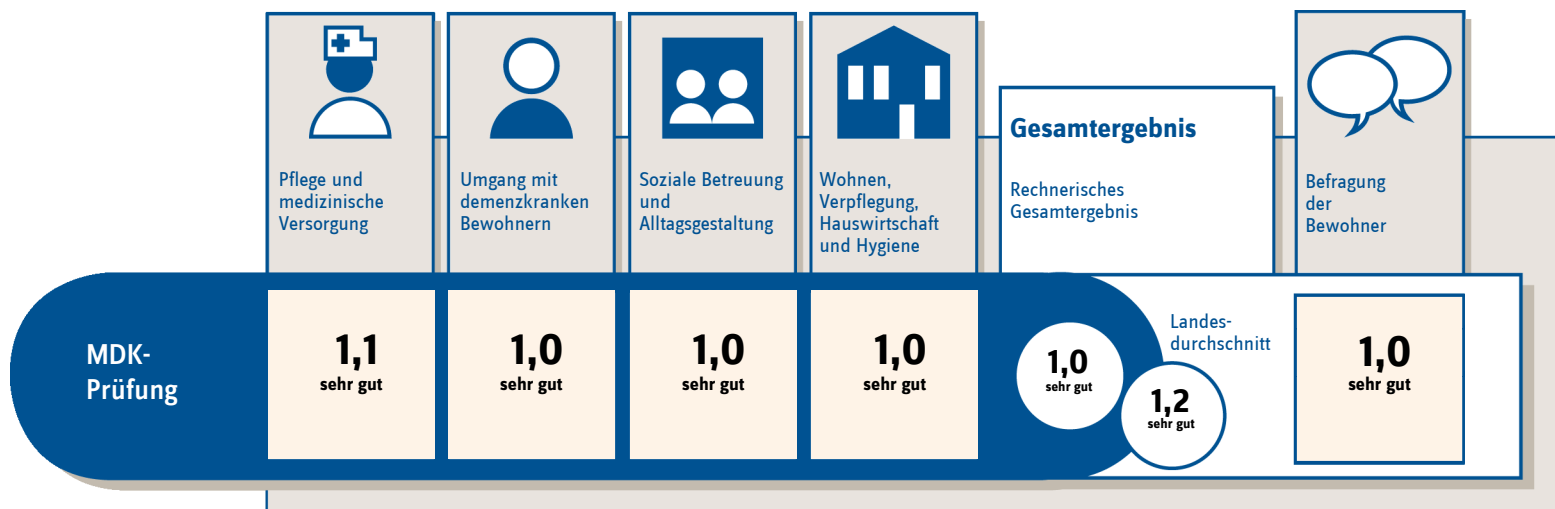 Pflege und
medizinische
Versorgung
Umgang mit
demenzkranken
Bewohnern
Soziale Betreuung
und
Alltagsgestaltung
Wohnen,
Verpflegung,
Hauswirtschaft
und Hygiene
Gesamtergebnis
Rechnerisches
Gesamtergebnis
Befragung
der
Bewohner
MDK-
Prüfung
1,1
sehr gut
1,0
sehr gut
1,0
sehr gut
1,0
sehr gut
1,0
sehr gut
Landes-
durchschnitt
1,2
sehr gut
1,0
sehr gut